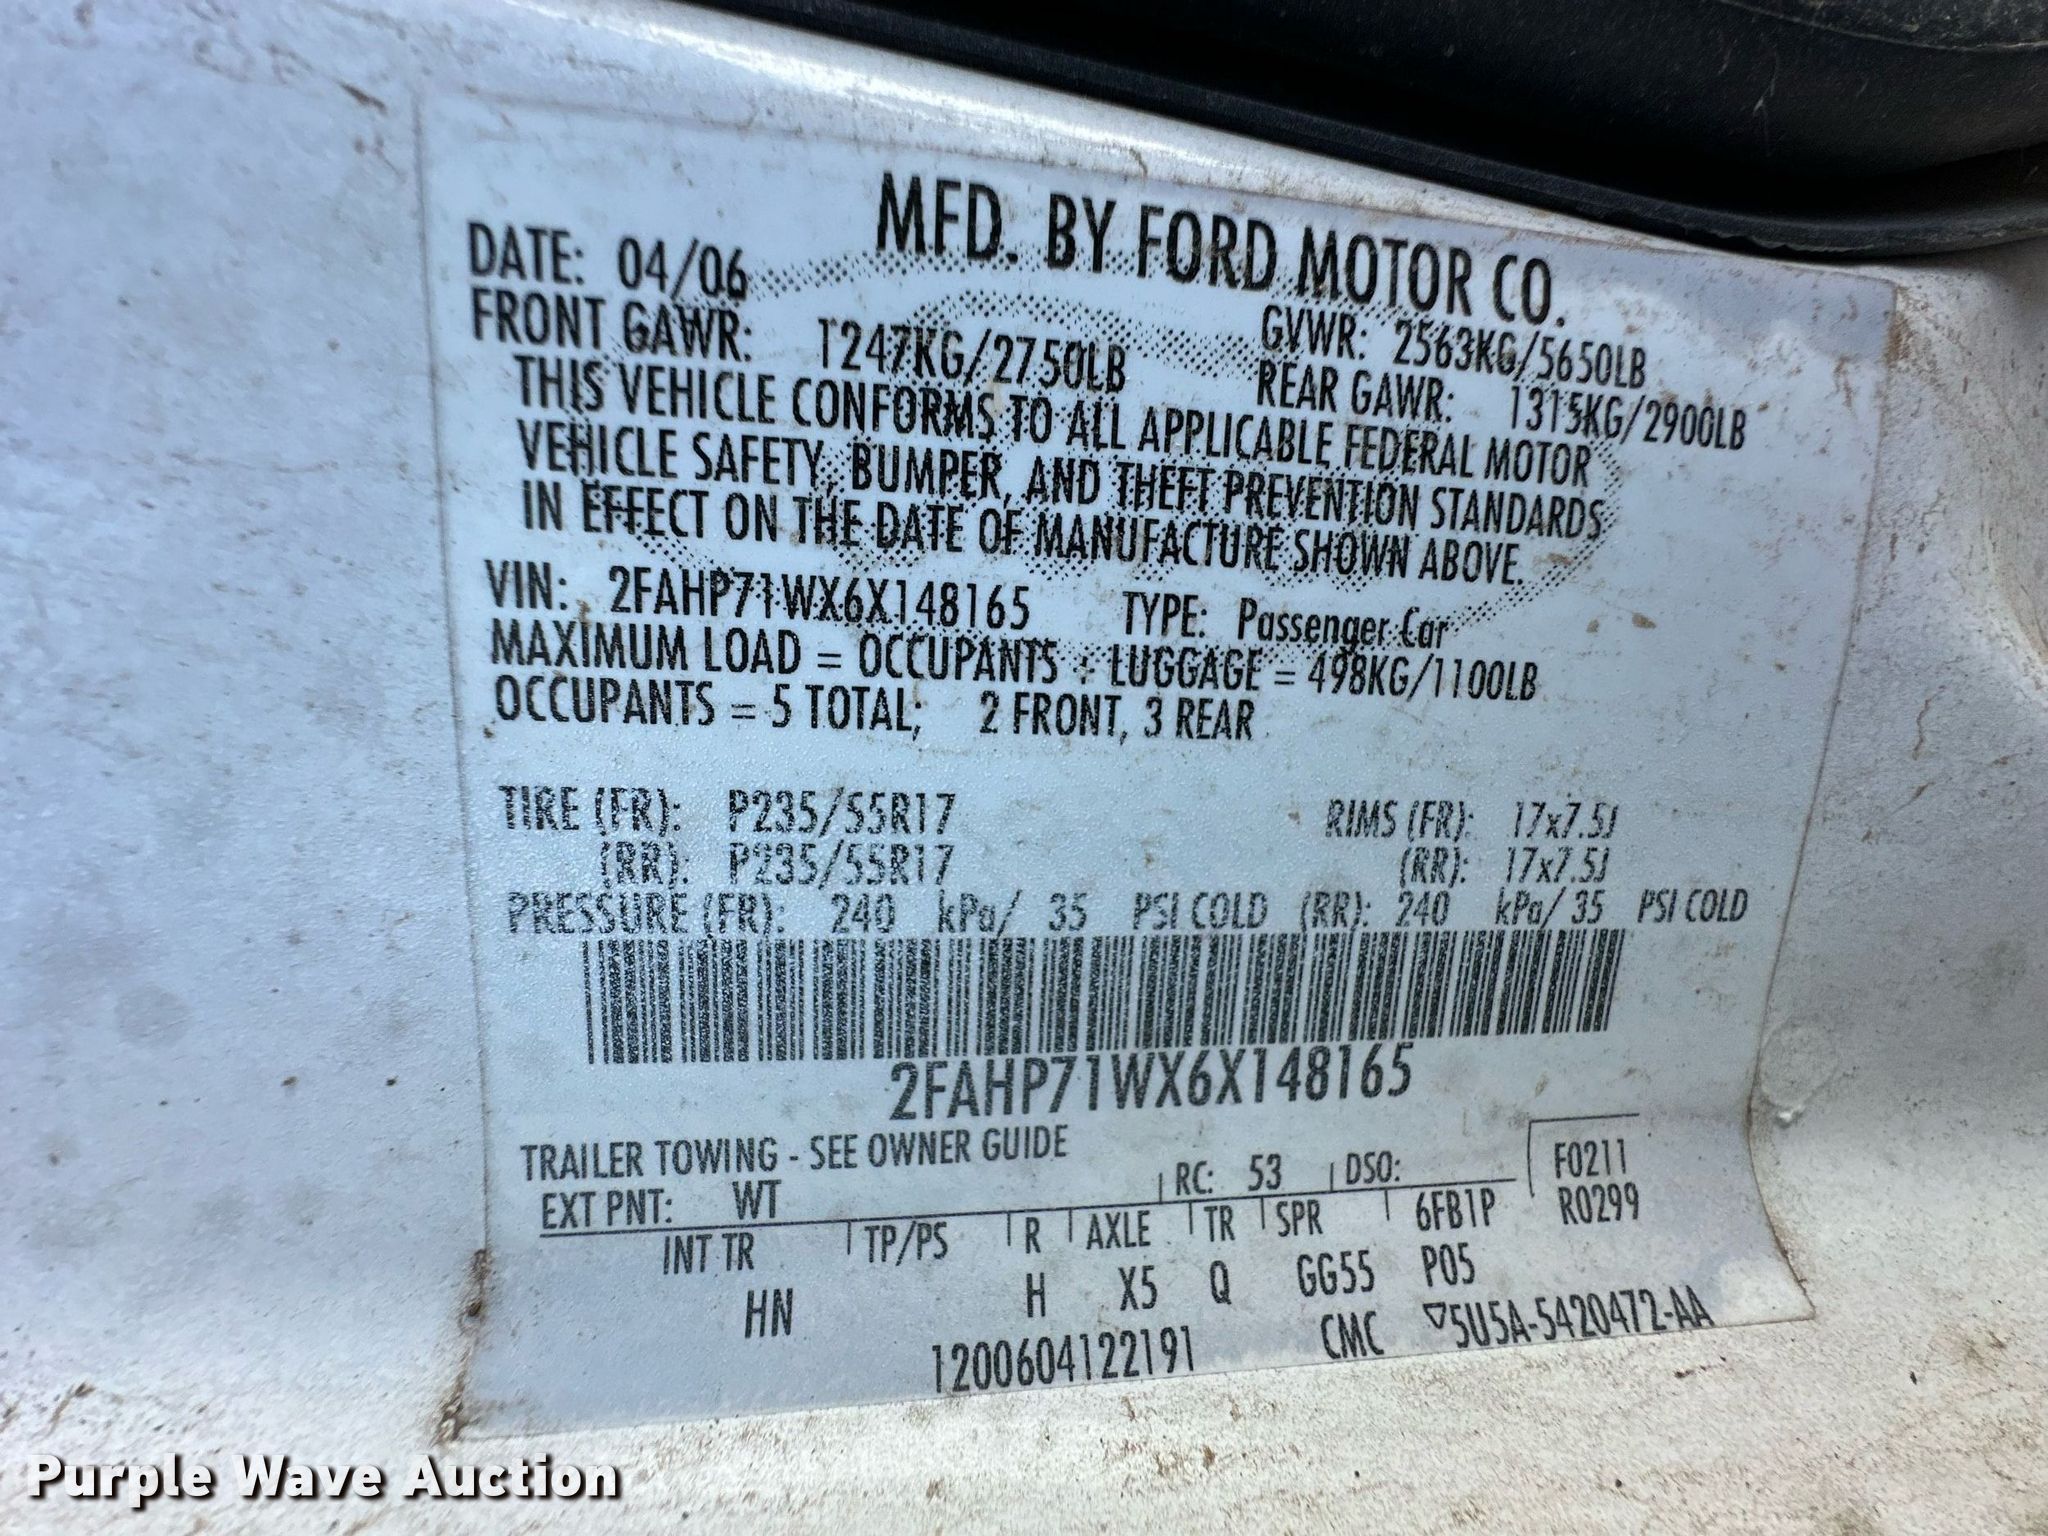 MFD. BY FORD MOTOR CO.
DATE: 04/06 GVWR: 2563KG/5650LB
FRONT GAWR: 1247KG/2750LB REAR GAWR: 1315KG/2900LB
THIS VEHICLE CONFORMS TO ALL APPLICABLE FEDERAL MOTOR
VEHICLE SAFETY, BUMPER, AND THEFT PREVENTION STANDARDS
IN EFFECT ON THE DATE OF MANUFACTURE SHOWN ABOVE.
VIN: 2FAHP71WX6X148165 TYPE: Passenger Car
MAXIMUM LOAD = OCCUPANTS + LUGGAGE = 498KG/1100LB
OCCUPANTS = 5 TOTAL; 2 FRONT, 3 REAR
TIRE (FR): P235/55R17 RIMS (FR): 17x7.5J
(RR): P235/55R17 (RR): 17x7.5J
PRESSURE (FR): 240 kPa/ 35 PSI COLD (RR): 240 kPa/ 35 PSI COLD
2FAHP71WX6X148165
TRAILER TOWING - SEE OWNER GUIDE
EXT PNT: WT RC: 53 DSO: F0211
INT TR TP/PS R AXLE TR SPR 6FB1P R0299
HN H X5 Q GG55 P05
1200604122191 CMC ▽5U5A-5420472-AA
Purple Wave Auction